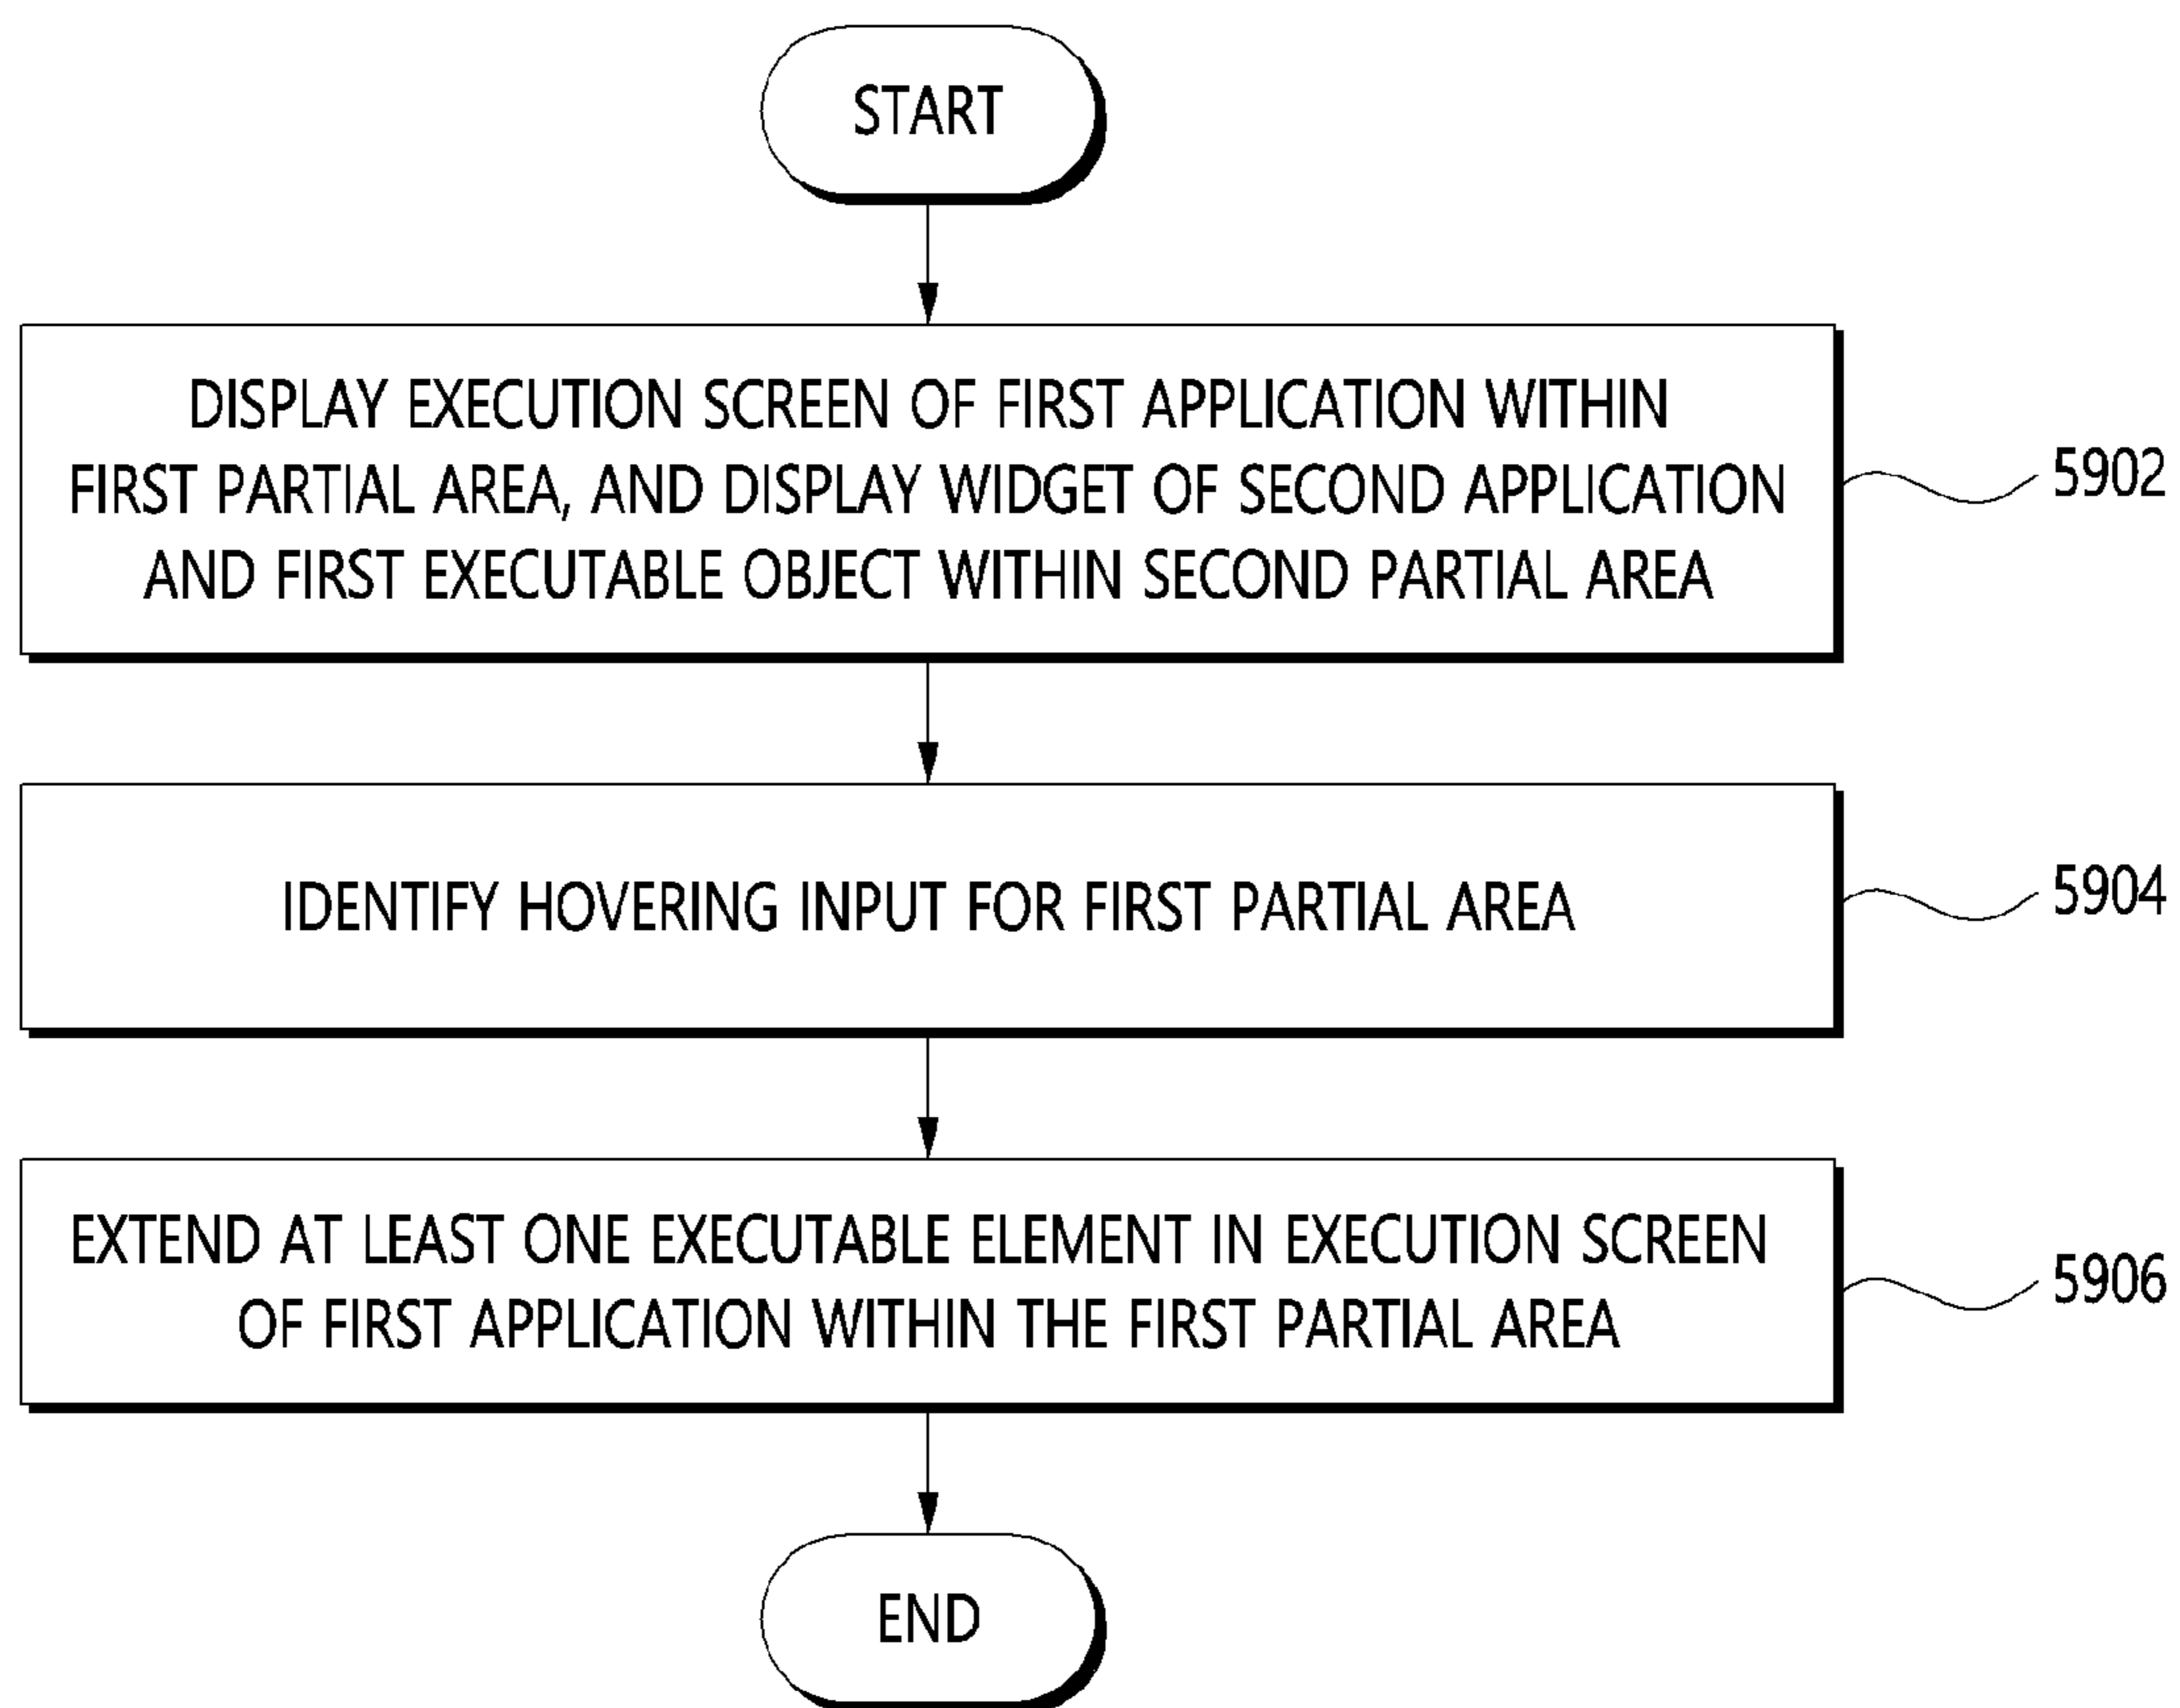 START
DISPLAY EXECUTION SCREEN OF FIRST APPLICATION WITHIN
FIRST PARTIAL AREA, AND DISPLAY WIDGET OF SECOND APPLICATION
AND FIRST EXECUTABLE OBJECT WITHIN SECOND PARTIAL AREA
5902
IDENTIFY HOVERING INPUT FOR FIRST PARTIAL AREA
5904
EXTEND AT LEAST ONE EXECUTABLE ELEMENT IN EXECUTION SCREEN
OF FIRST APPLICATION WITHIN THE FIRST PARTIAL AREA
5906
END